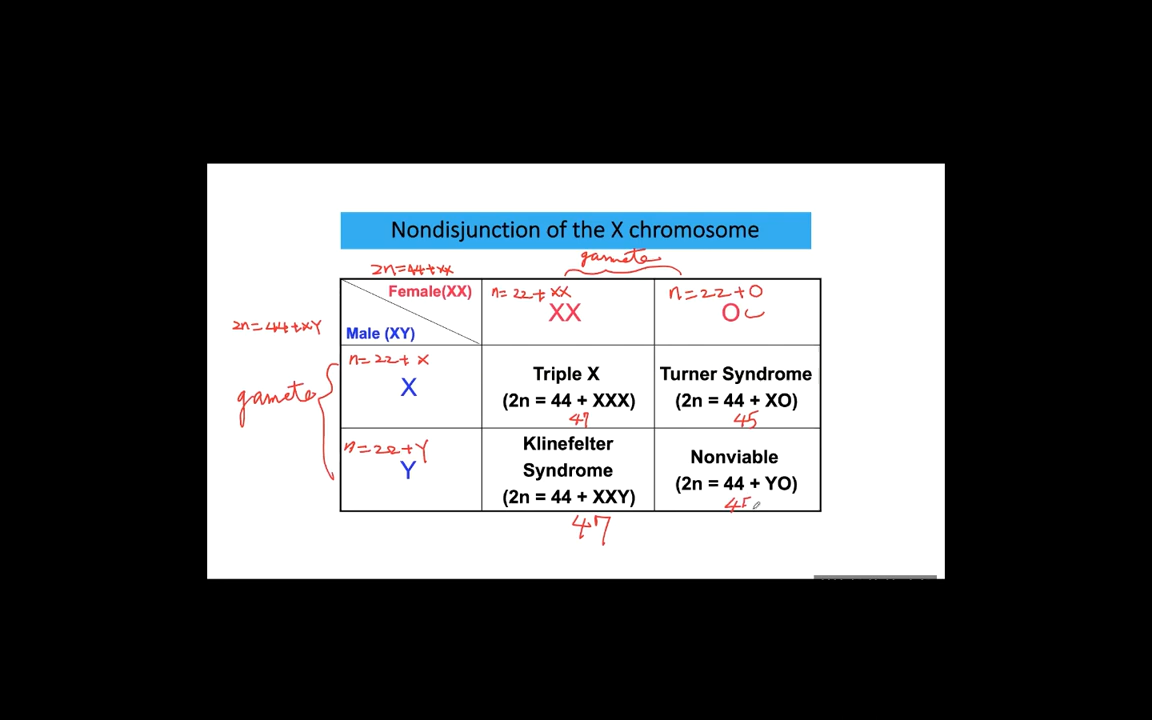 Nondisjunction of the X chromosome
gamete
2n=44+XX
Female(XX)
n=22+XX
n=22+O
XX
O
2n=44+XY
Male (XY)
n=22+X
X
Triple X
(2n = 44 + XXX)
47
Turner Syndrome
(2n = 44 + XO)
45
gamete
n=22+Y
Y
Klinefelter
Syndrome
(2n = 44 + XXY)
47
Nonviable
(2n = 44 + YO)
45